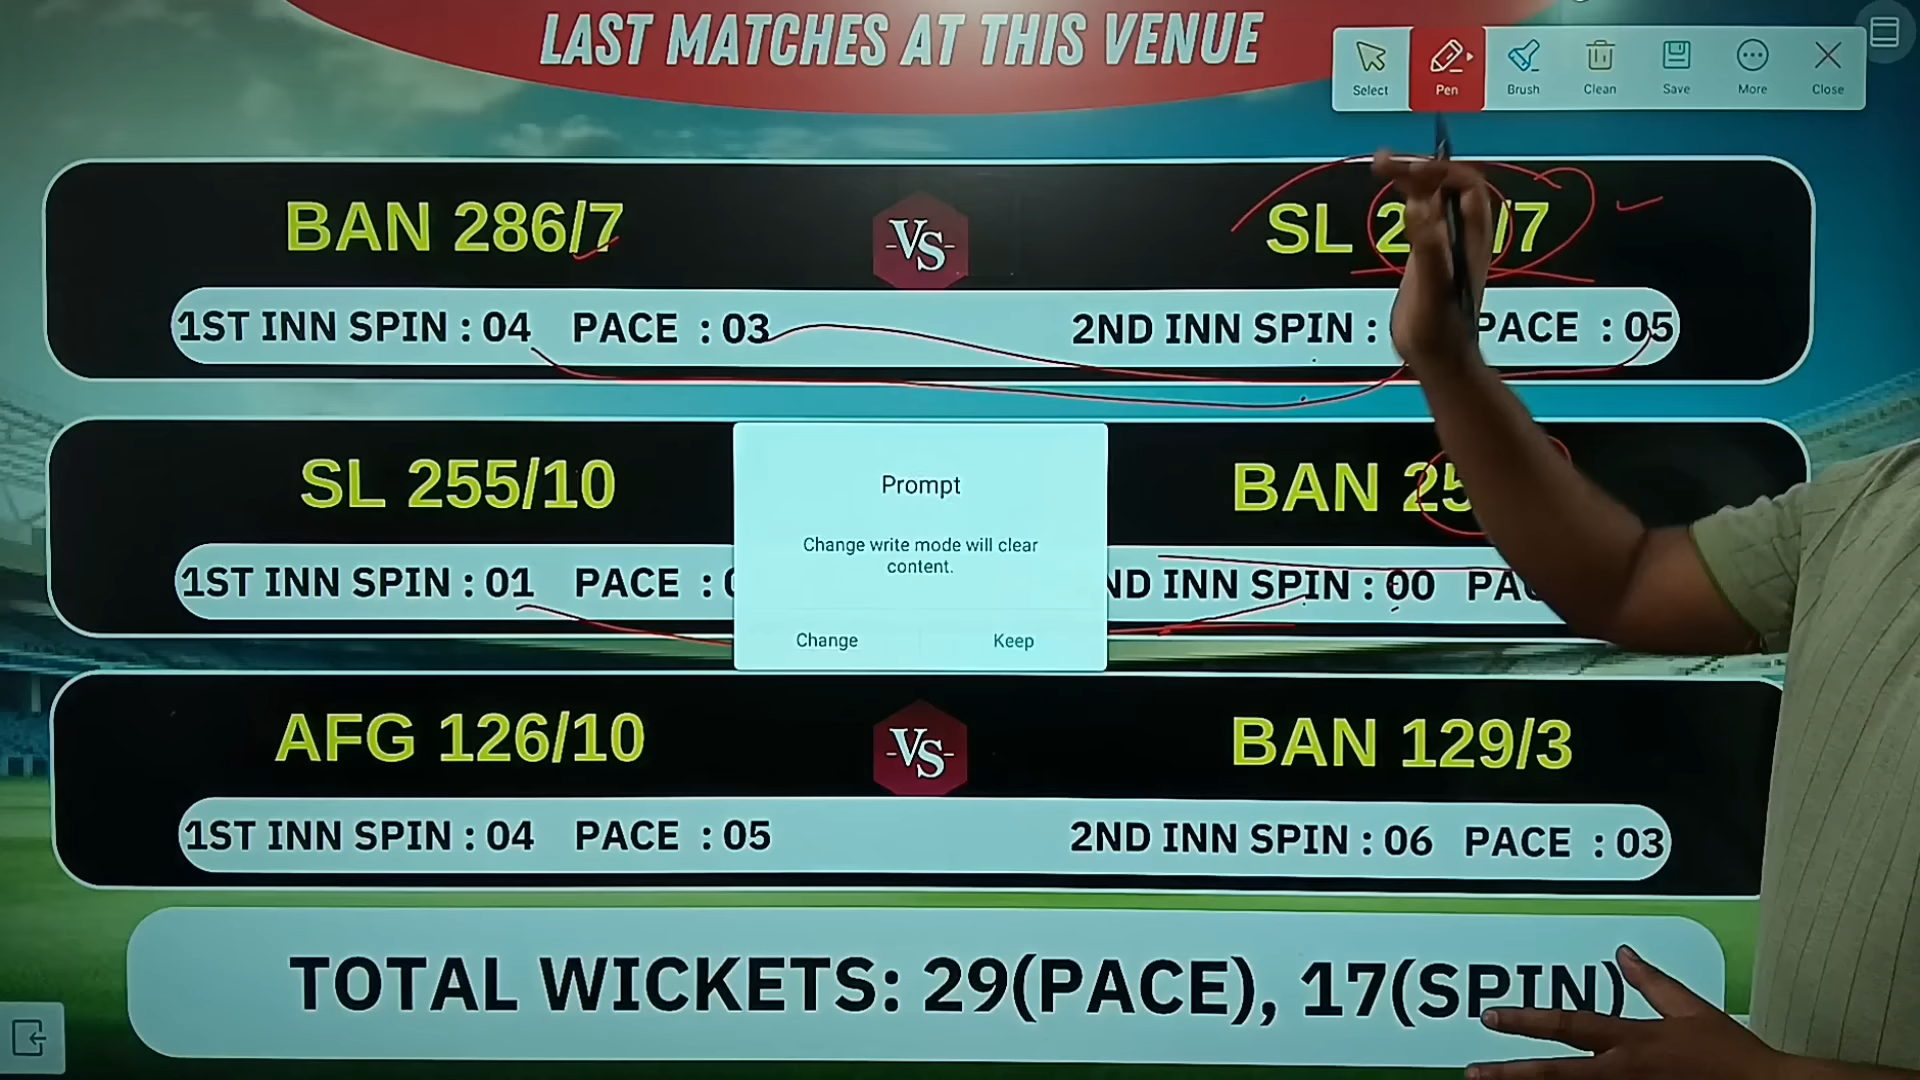 LAST MATCHES AT THIS VENUE
Select Pen Brush Clean Save More Close
BAN 286/7 VS SL 2 /7
1ST INN SPIN : 04 PACE : 03 2ND INN SPIN : PACE : 05
SL 255/10 BAN 25
1ST INN SPIN : 01 PACE : INN SPIN : 00
Prompt
Change write mode will clear
content.
Change Keep
AFG 126/10 VS BAN 129/3
1ST INN SPIN : 04 PACE : 05 2ND INN SPIN : 06 PACE : 03
TOTAL WICKETS: 29(PACE), 17(SPIN)